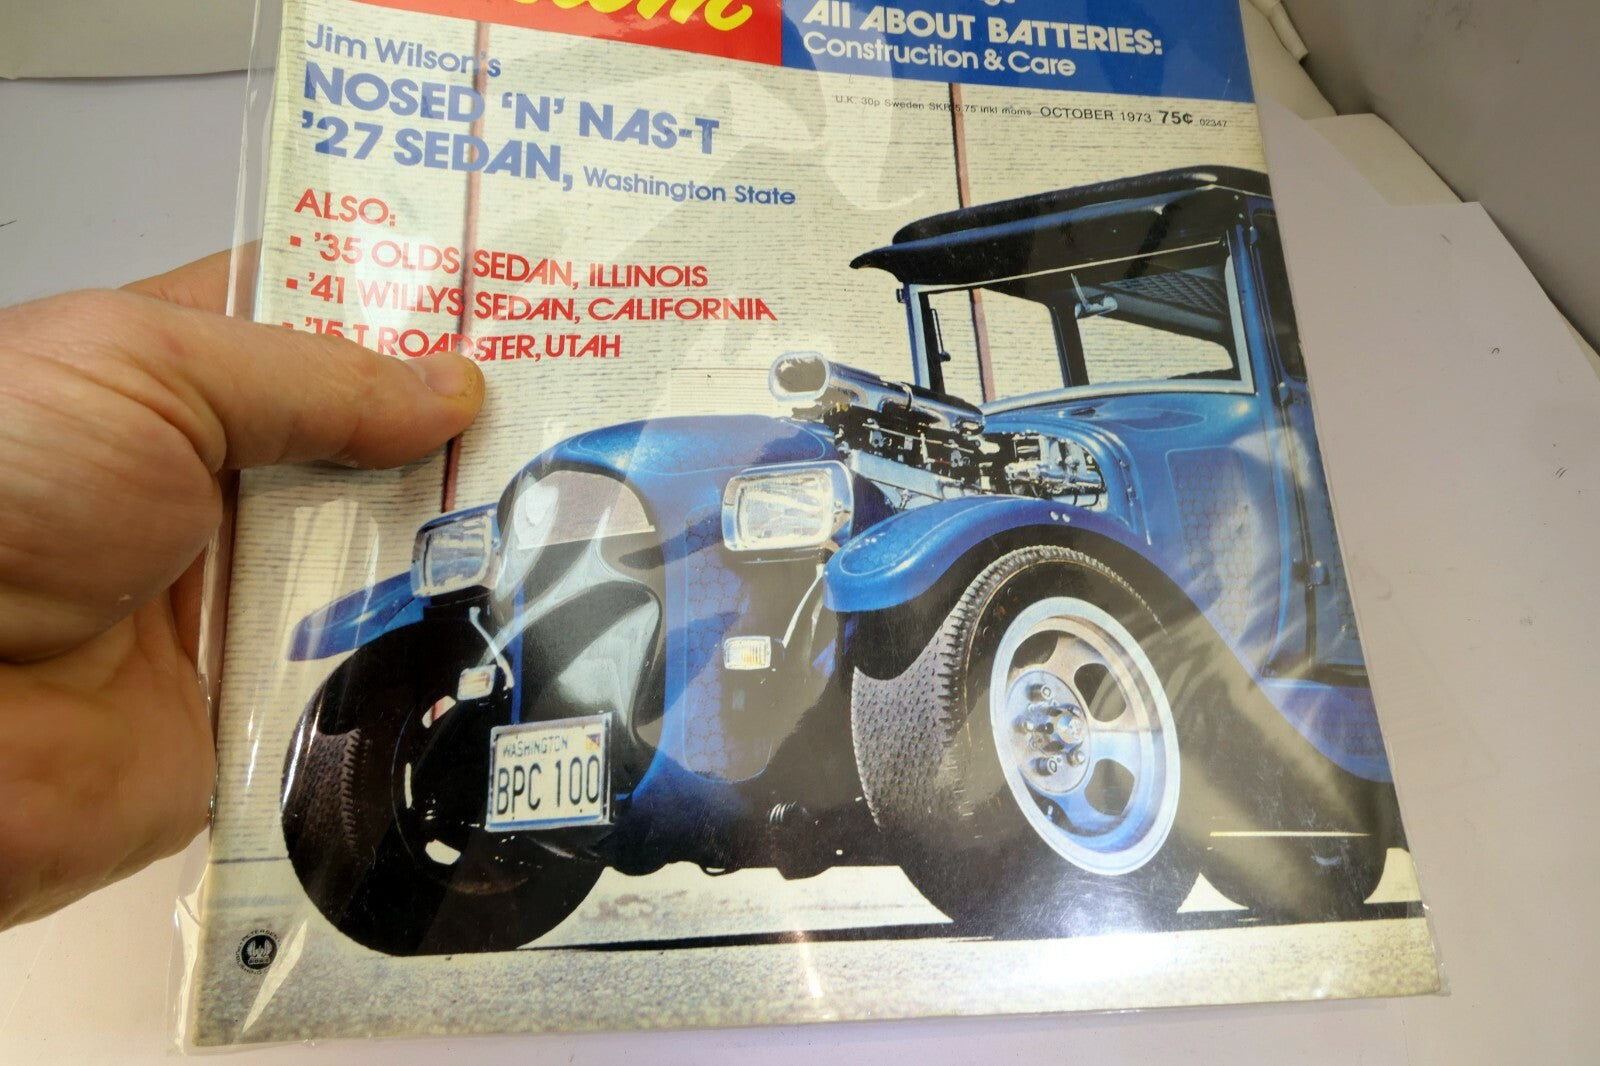 All ABOUT BATTERIES:
Construction & Care
Jim Wilson's
NOSED 'N' NAS-T
'27 SEDAN, Washington State
U.K. 30p Sweden SKR 5.75 inkl moms OCTOBER 1973 75¢ 02347
ALSO:
▪ '35 OLDS SEDAN, ILLINOIS
▪ '41 WILLYS SEDAN, CALIFORNIA
▪ '15 T ROADSTER, UTAH
WASHINGTON
BPC 100